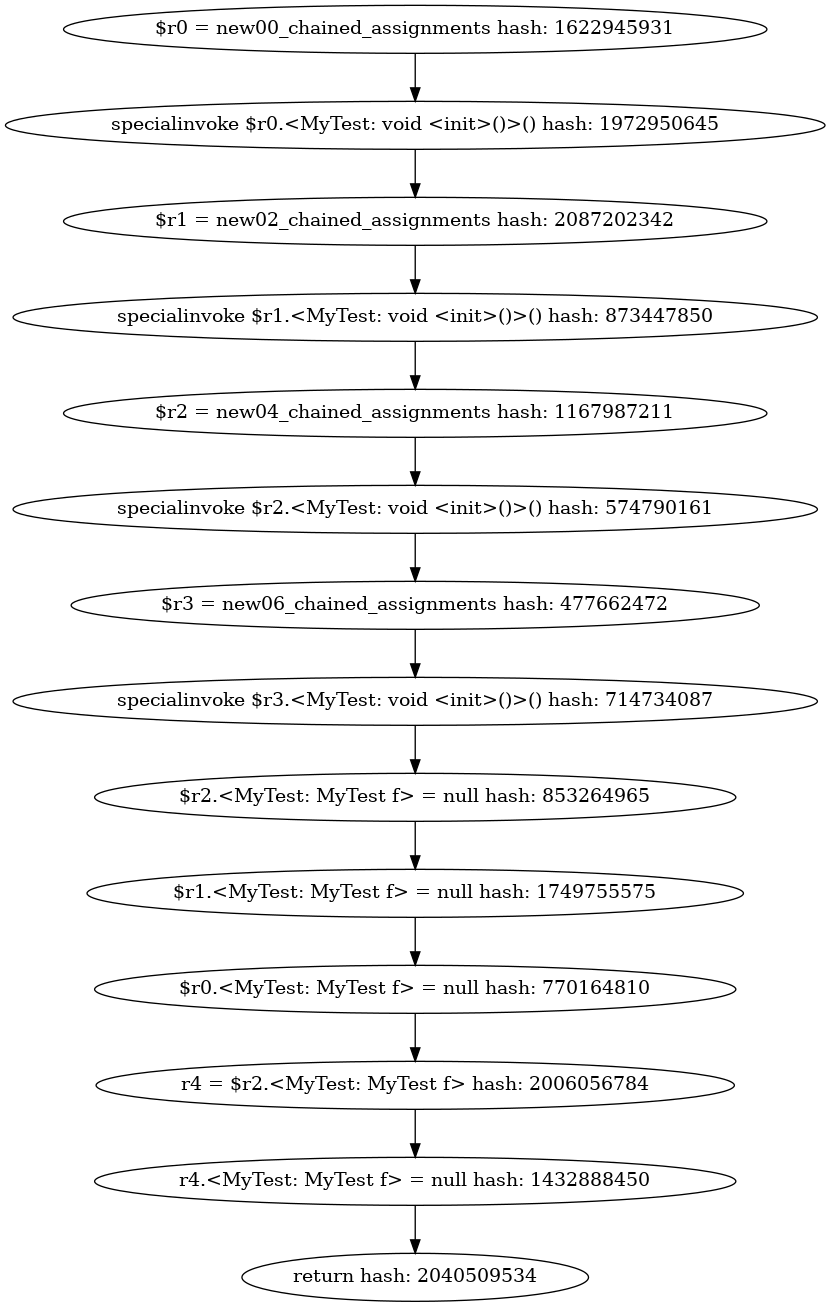 $r0 = new00_chained_assignments hash: 1622945931
specialinvoke $r0.<MyTest: void <init>()>() hash: 1972950645
$r1 = new02_chained_assignments hash: 2087202342
specialinvoke $r1.<MyTest: void <init>()>() hash: 873447850
$r2 = new04_chained_assignments hash: 1167987211
specialinvoke $r2.<MyTest: void <init>()>() hash: 574790161
$r3 = new06_chained_assignments hash: 477662472
specialinvoke $r3.<MyTest: void <init>()>() hash: 714734087
$r2.<MyTest: MyTest f> = null hash: 853264965
$r1.<MyTest: MyTest f> = null hash: 1749755575
$r0.<MyTest: MyTest f> = null hash: 770164810
r4 = $r2.<MyTest: MyTest f> hash: 2006056784
r4.<MyTest: MyTest f> = null hash: 1432888450
return hash: 2040509534